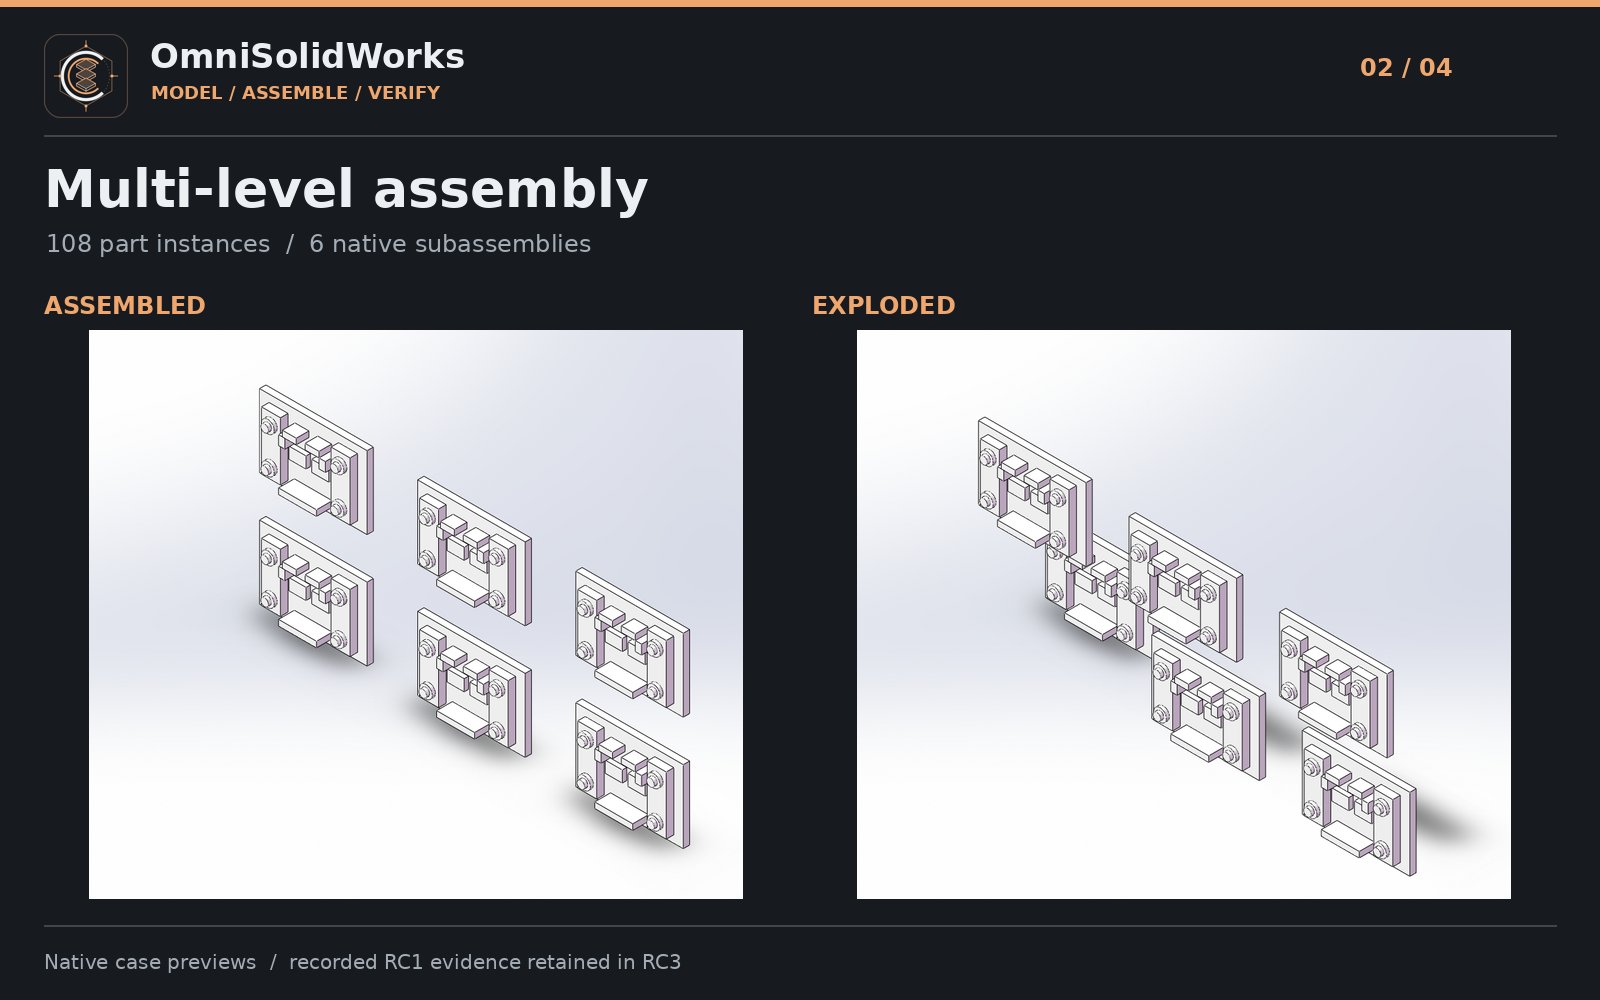 OmniSolidWorks
MODEL / ASSEMBLE / VERIFY
02 / 04
Multi-level assembly
108 part instances / 6 native subassemblies
ASSEMBLED
EXPLODED
Native case previews / recorded RC1 evidence retained in RC3